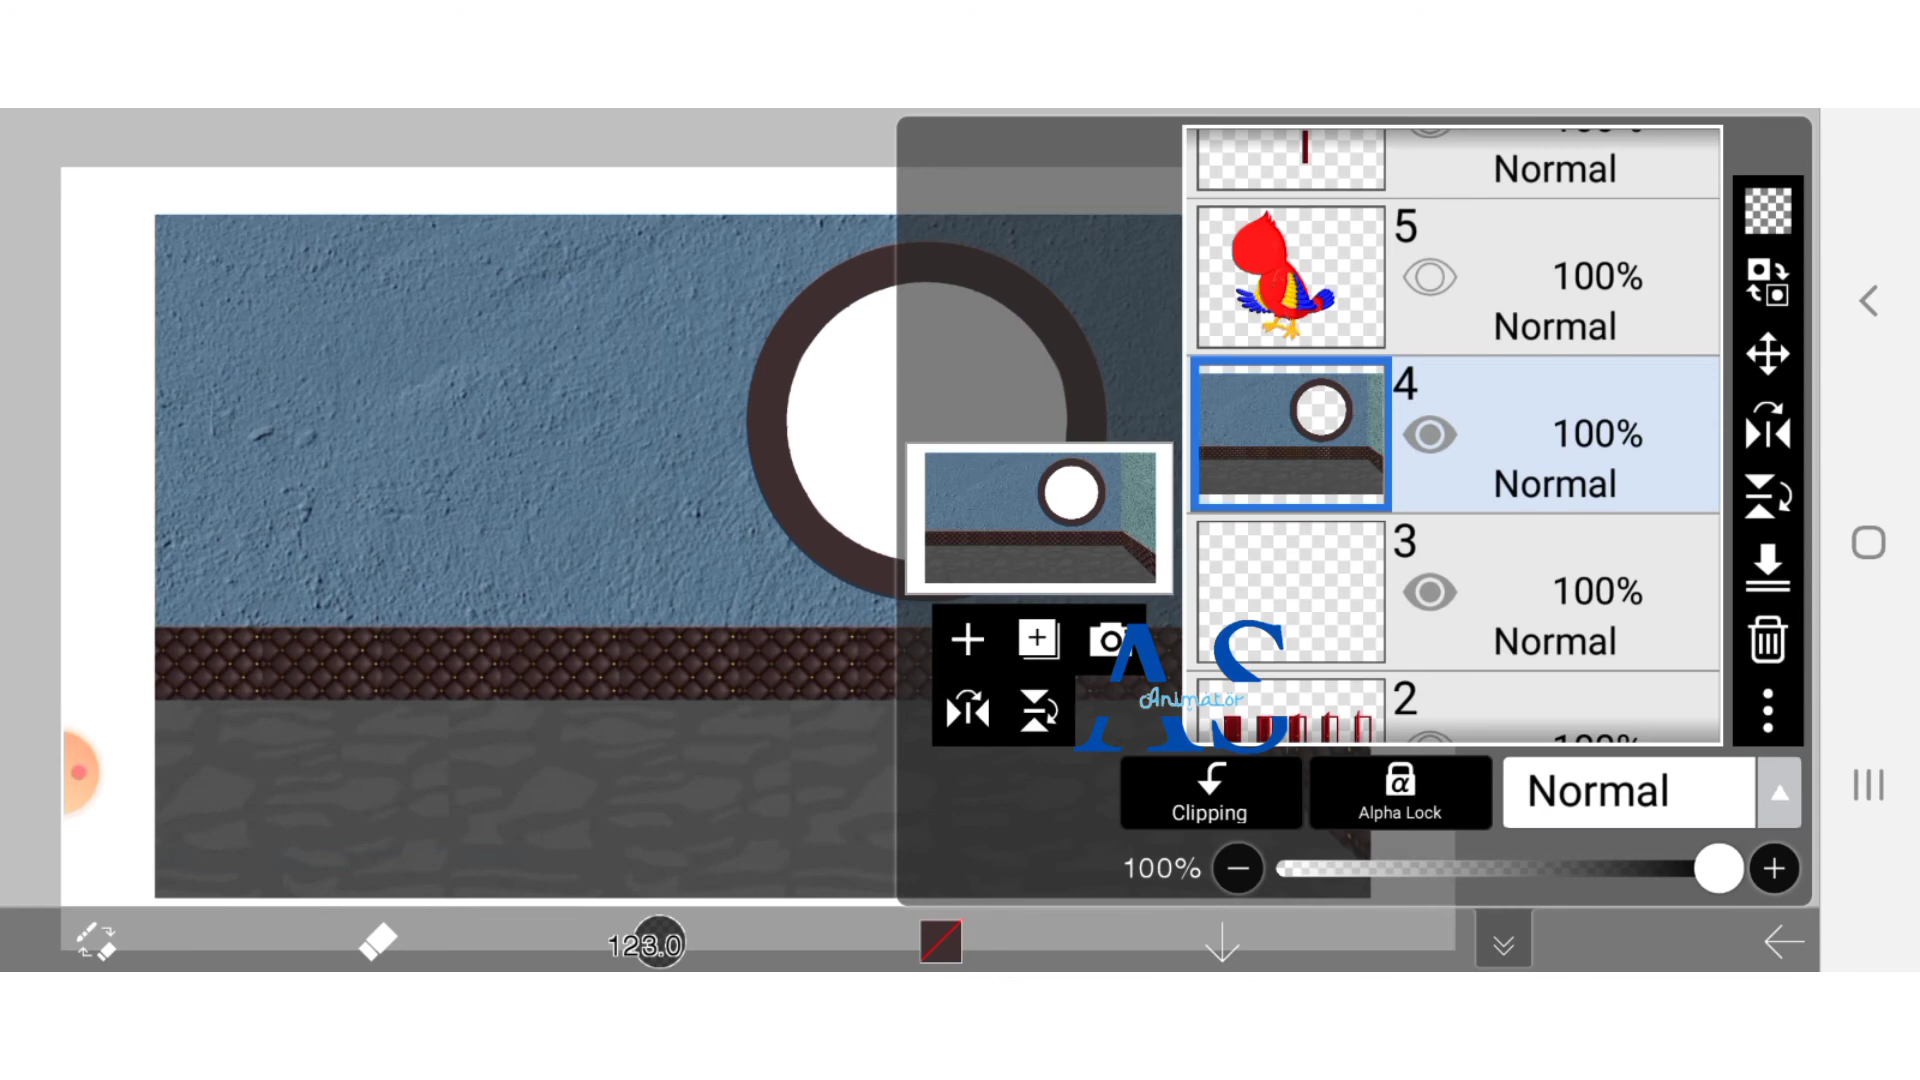 Normal
5
100%
Normal
4
100%
Normal
3
100%
Normal
2
AS
Animator
Clipping
α
Alpha Lock
Normal
100%
123.0